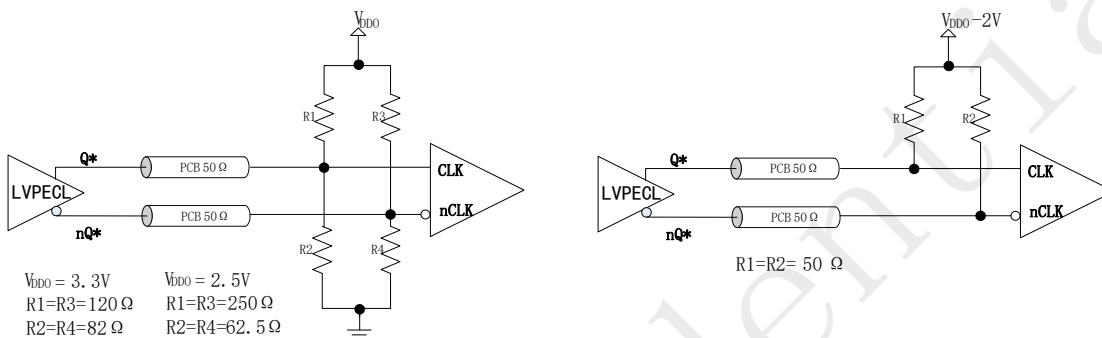 VDDO
R1
R3
Q*
PCB 50 Ω
CLK
LVPECL
nQ*
PCB 50 Ω
nCLK
R2
R4
VDDO = 3.3V
R1=R3=120 Ω
R2=R4=82 Ω
VDDO = 2.5V
R1=R3=250 Ω
R2=R4=62.5 Ω
VDDO-2V
R1
R2
Q*
PCB 50 Ω
CLK
LVPECL
nQ*
PCB 50 Ω
nCLK
R1=R2= 50 Ω